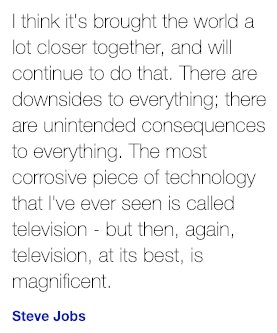 I think it's brought the world a
lot closer together, and will
continue to do that. There are
downsides to everything; there
are unintended consequences
to everything. The most
corrosive piece of technology
that I've ever seen is called
television - but then, again,
television, at its best, is
magnificent.
Steve Jobs